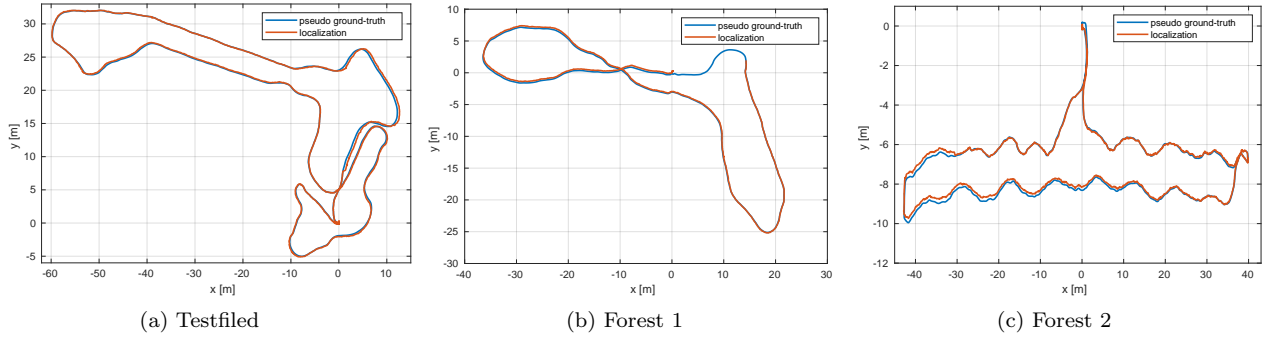 pseudo ground-truth
localization
30
25
20
15
10
5
0
-5
y [m]
-60 -50 -40 -30 -20 -10 0 10
x [m]
(a) Testfiled
pseudo ground-truth
localization
10
5
0
-5
-10
-15
-20
-25
-30
y [m]
-40 -30 -20 -10 0 10 20 30
x [m]
(b) Forest 1
pseudo ground-truth
localization
0
-2
-4
-6
-8
-10
-12
y [m]
-40 -30 -20 -10 0 10 20 30 40
x [m]
(c) Forest 2